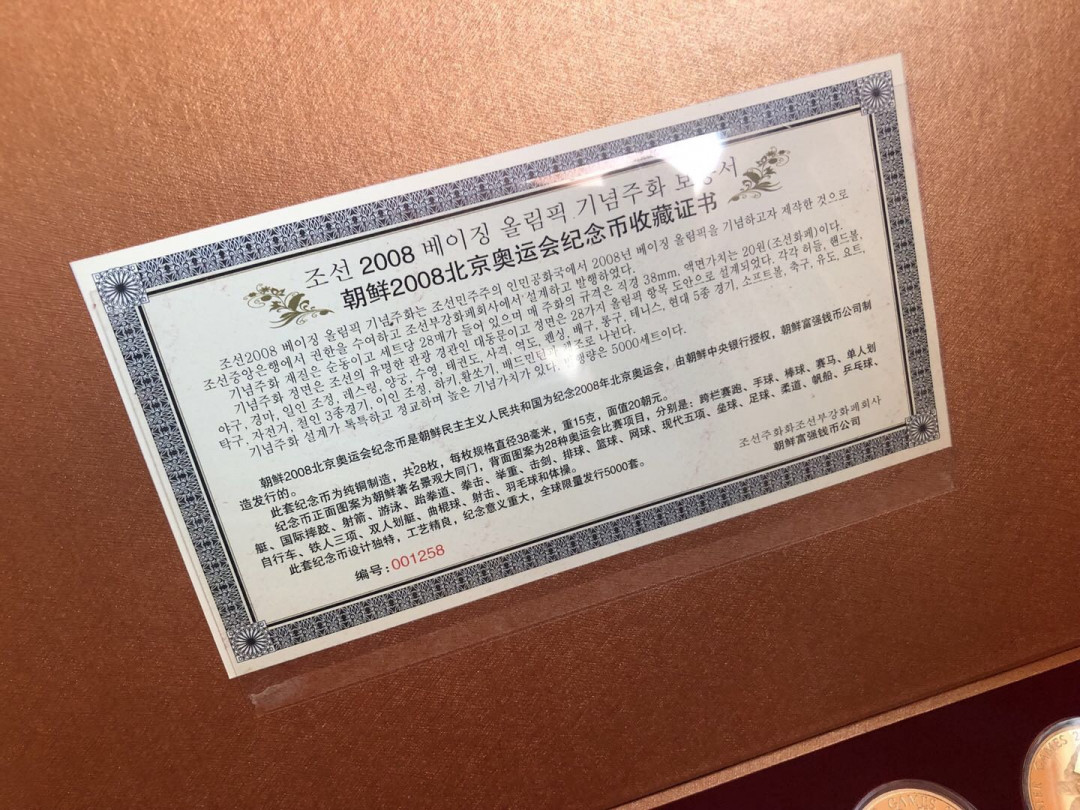 조선 2008 베이징 올림픽 기념주화 보증서
朝鲜2008北京奥运会纪念币收藏证书
조선2008 베이징 올림픽 기념주화는 조선민주주의 인민공화국에서 2008년 베이징 올림픽을 기념하고자 제작한 것으로
조선중앙은행에서 권한을 수여하고 조선부강화폐회사에서 설계하고 발행하였다.
기념주화 재질은 순동이고 세트당 28매가 들어 있으며 매 주화의 규격은 직경 38mm, 액면가치는 20원(조선화폐)이다.
기념주화 정면은 조선의 유명한 관광 경관인 대동문이고 정면은 28가지 올림픽 항목 도안으로 설계되었다. 각각 허들, 핸드볼,
야구, 경마, 일인 조정, 레스링, 양궁, 수영, 태권도, 사격, 역도, 펜싱, 배구, 롱구, 테니스, 현대 5종 경기, 소프트볼, 축구, 유도, 요트,
탁구, 자전거, 철인 3종경기, 이인 조정, 하키, 활쏘기, 배드민턴, 체조로 나뉜다.
기념주화 설계가 독특하고 정교하며 높은 기념가치가 있다. 발행량은 5000세트이다.
朝鲜2008北京奥运会纪念币是朝鲜民主主义人民共和国为纪念2008年北京奥运会，由朝鲜中央银行授权，朝鲜富强钱币公司制
造发行的。
此套纪念币为纯铜制造，共28枚，每枚规格直径38毫米，重15克，面值20朝元。
纪念币正面图案为朝鲜著名景观大同门，背面图案为28种奥运会比赛项目，分别是：跨栏赛跑、手球、棒球、赛马、单人划
艇、国际摔跤、射箭、游泳、跆拳道、拳击、举重、击剑、排球、篮球、网球、现代五项、垒球、足球、柔道、帆船、乒乓球、
自行车、铁人三项、双人划艇、曲棍球、射击、羽毛球和体操。
此套纪念币设计独特，工艺精良，纪念意义重大，全球限量发行5000套。
조선주화화조선부강화폐회사
朝鲜富强钱币公司
编号:001258